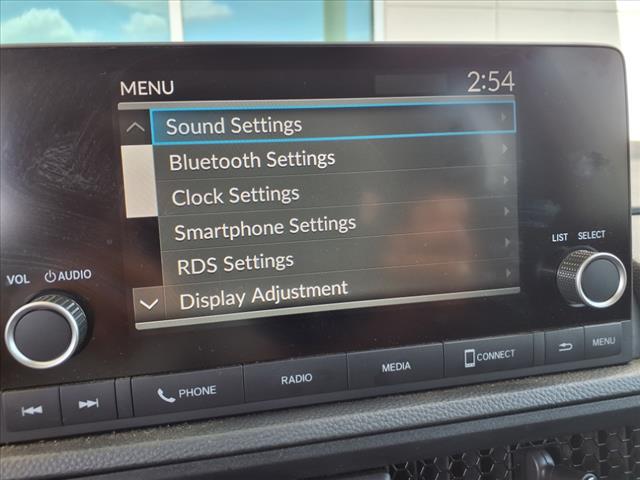 MENU 2:54
Sound Settings
Bluetooth Settings
Clock Settings
Smartphone Settings
RDS Settings
Display Adjustment
VOL AUDIO
LIST SELECT
PHONE RADIO MEDIA CONNECT MENU